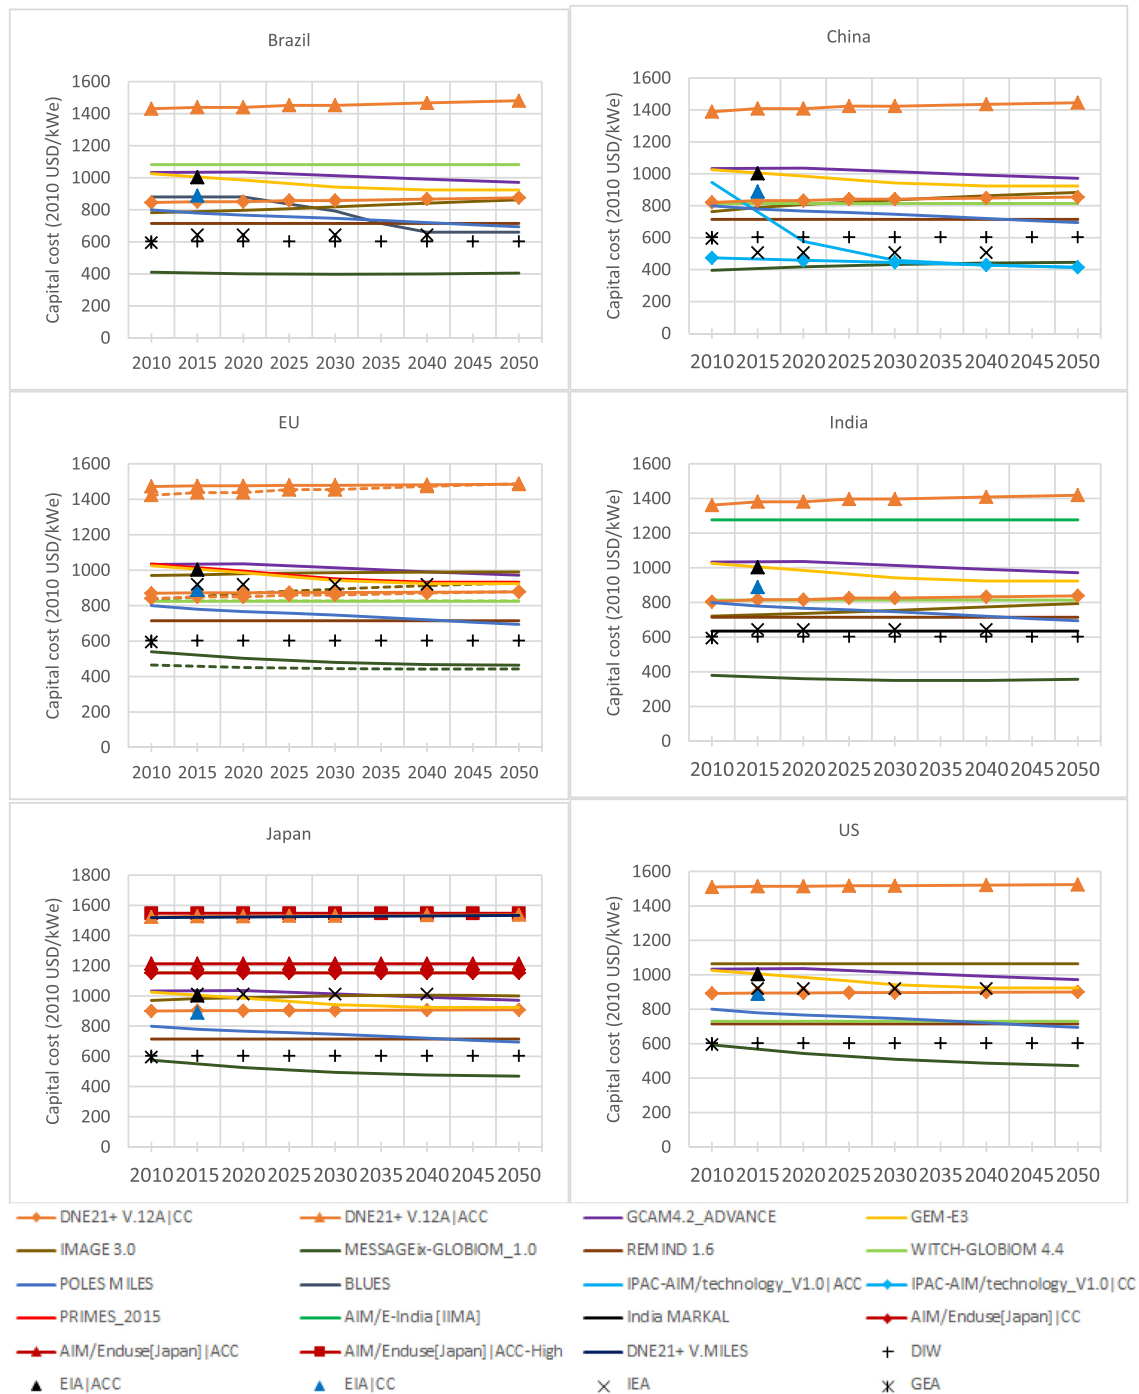 Brazil
Capital cost (2010 USD/kWe)
1600
1400
1200
1000
800
600
400
200
0
2010 2015 2020 2025 2030 2035 2040 2045 2050
China
Capital cost (2010 USD/kWe)
1600
1400
1200
1000
800
600
400
200
0
2010 2015 2020 2025 2030 2035 2040 2045 2050
EU
Capital cost (2010 USD/kWe)
1600
1400
1200
1000
800
600
400
200
0
2010 2015 2020 2025 2030 2035 2040 2045 2050
India
Capital cost (2010 USD/kWe)
1600
1400
1200
1000
800
600
400
200
0
2010 2015 2020 2025 2030 2035 2040 2045 2050
Japan
Capital cost (2010 USD/kWe)
1800
1600
1400
1200
1000
800
600
400
200
0
2010 2015 2020 2025 2030 2035 2040 2045 2050
US
Capital cost (2010 USD/kWe)
1600
1400
1200
1000
800
600
400
200
0
2010 2015 2020 2025 2030 2035 2040 2045 2050
DNE21+ V.12A|CC DNE21+ V.12A|ACC GCAM4.2_ADVANCE GEM-E3
IMAGE 3.0 MESSAGEix-GLOBIOM_1.0 REMIND 1.6 WITCH-GLOBIOM 4.4
POLES MILES BLUES IPAC-AIM/technology_V1.0|ACC IPAC-AIM/technology_V1.0|CC
PRIMES_2015 AIM/E-India [IIMA] India MARKAL AIM/Enduse[Japan]|CC
AIM/Enduse[Japan]|ACC AIM/Enduse[Japan]|ACC-High DNE21+ V.MILES DIW
EIA|ACC EIA|CC IEA GEA